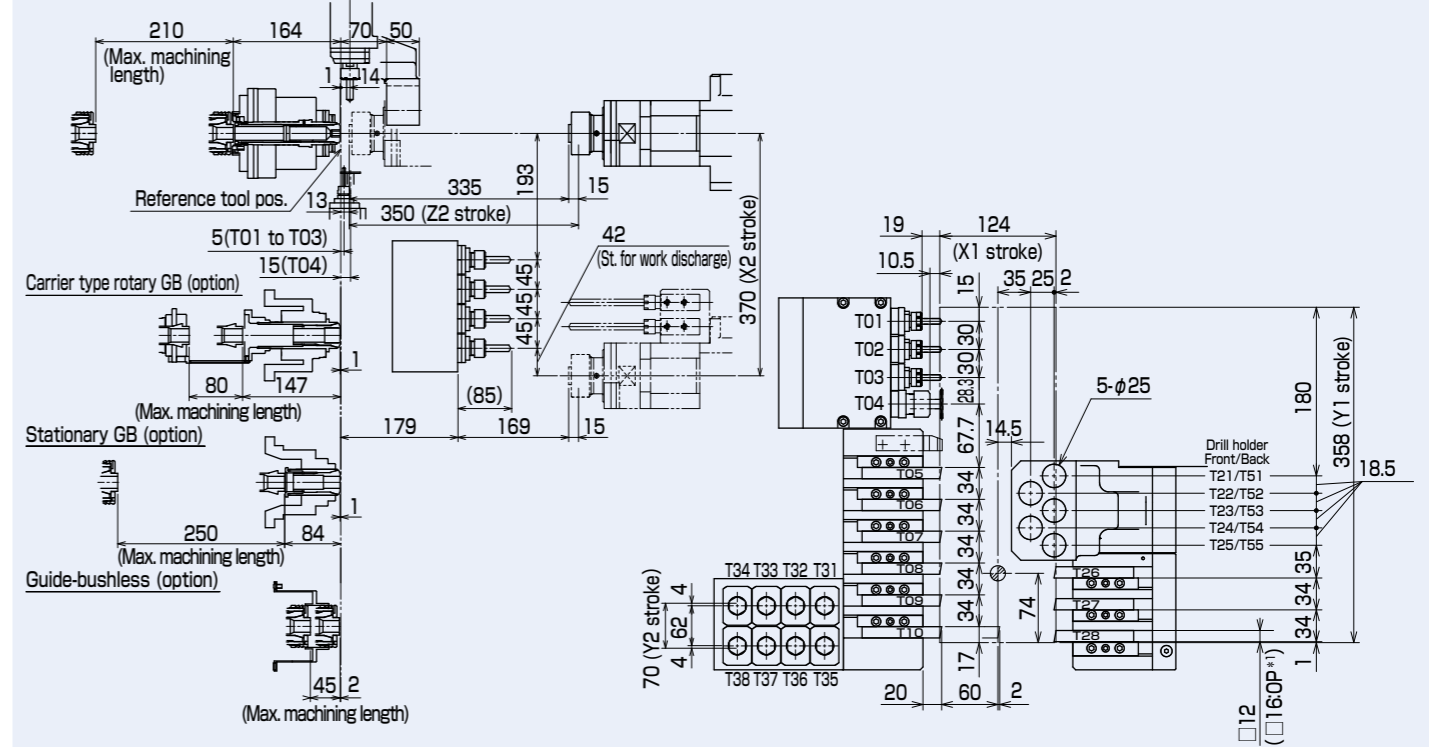 210
164
70
50
(Max. machining
length)
1
14
Reference tool pos.
13
335
15
350 (Z2 stroke)
193
5(T01 to T03)
15(T04)
42
(St. for work discharge)
370 (X2 stroke)
45
45
45
Carrier type rotary GB (option)
1
80
147
(Max. machining length)
(85)
179
169
15
Stationary GB (option)
1
250
84
(Max. machining length)
Guide-bushless (option)
45
2
(Max. machining length)
19
124
(X1 stroke)
10.5
35
25
2
15
T01
T02
T03
T04
30
30
28.3
67.7
5-φ25
14.5
180
358 (Y1 stroke)
Drill holder
Front/Back
T21/T51
T22/T52
T23/T53
T24/T54
T25/T55
18.5
T05
T06
T07
T08
T09
T10
34
34
34
34
34
17
74
T26
T27
T28
35
34
34
1
T34 T33 T32 T31
4
62
4
70 (Y2 stroke)
T38 T37 T36 T35
20
60
2
□12
(□16:OP*1)